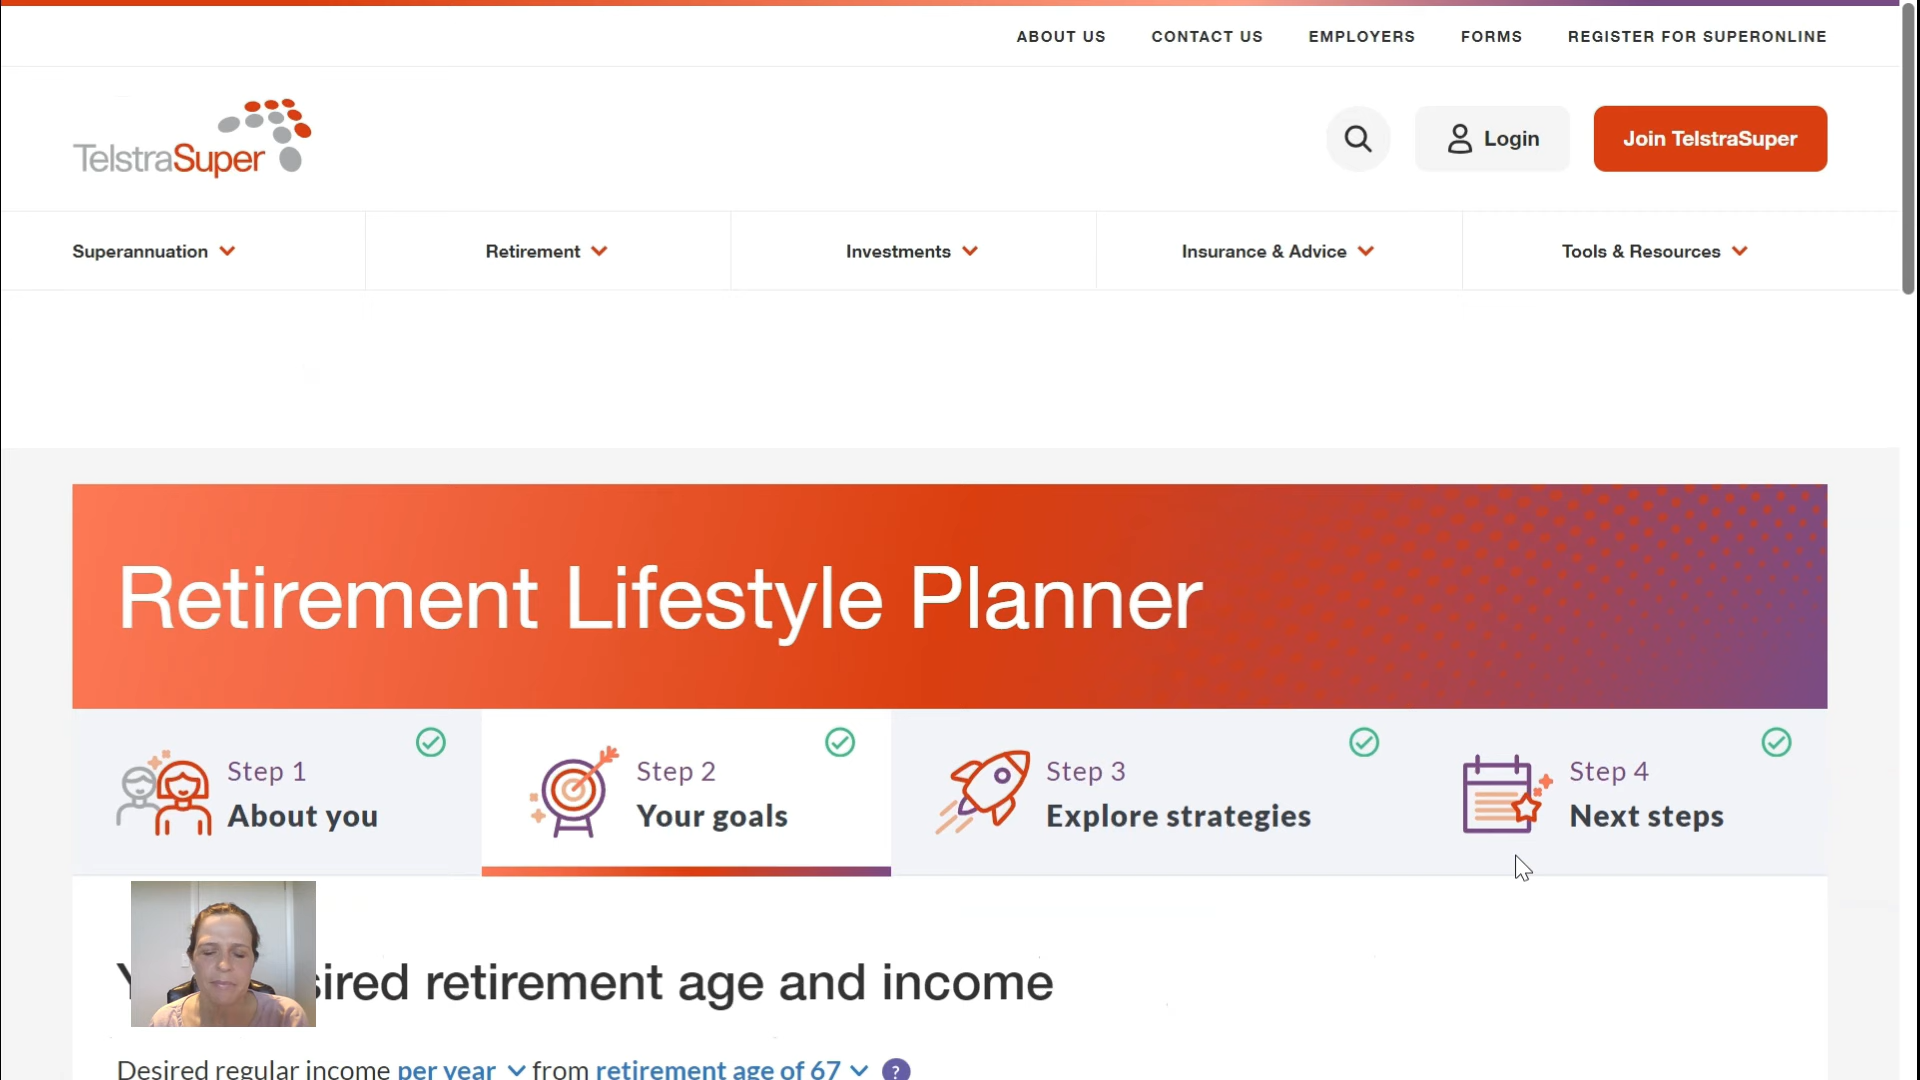 ABOUT US CONTACT US EMPLOYERS FORMS REGISTER FOR SUPERONLINE
TelstraSuper
Login
Join TelstraSuper
Superannuation Retirement Investments Insurance & Advice Tools & Resources
Retirement Lifestyle Planner
Step 1
About you
Step 2
Your goals
Step 3
Explore strategies
Step 4
Next steps
retirement age and income
Desired regular income per year from retirement age of 67 ?